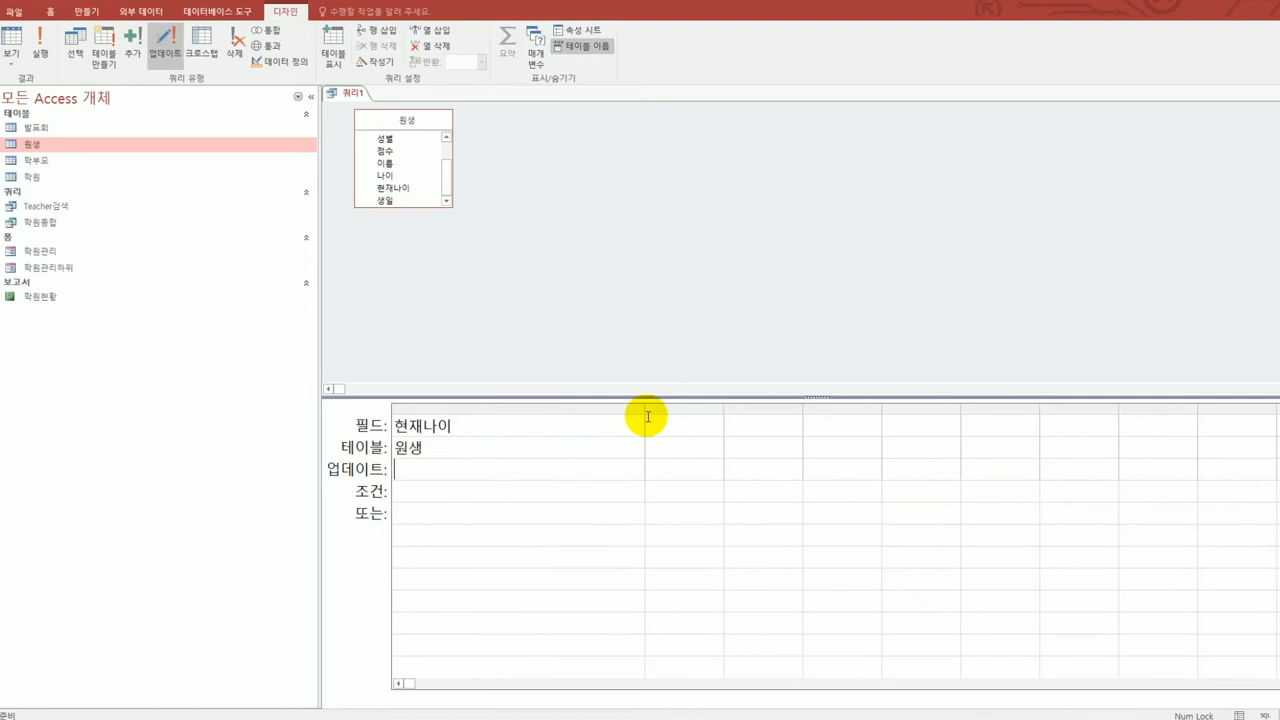 파일 홈 만들기 외부 데이터 데이터베이스 도구 디자인 수행할 작업을 알려 주세요.
보기 실행 선택 테이블 만들기 추가 업데이트 크로스탭 삭제 통합 통과 데이터 정의 테이블 표시 행 삽입 행 삭제 작성기 열 삽입 열 삭제 반환: 요약 매개 변수 속성 시트 테이블 이름
결과 쿼리 유형 쿼리 설정 표시/숨기기
모든 Access 개체
테이블
발표회
원생
학부모
학원
쿼리
Teacher검색
학원종합
폼
학원관리
학원관리하위
보고서
학원현황
쿼리1
원생
성별
점수
이름
나이
현재나이
생일
필드: 현재나이
테이블: 원생
업데이트:
조건:
또는:
준비
Num Lock
SQL